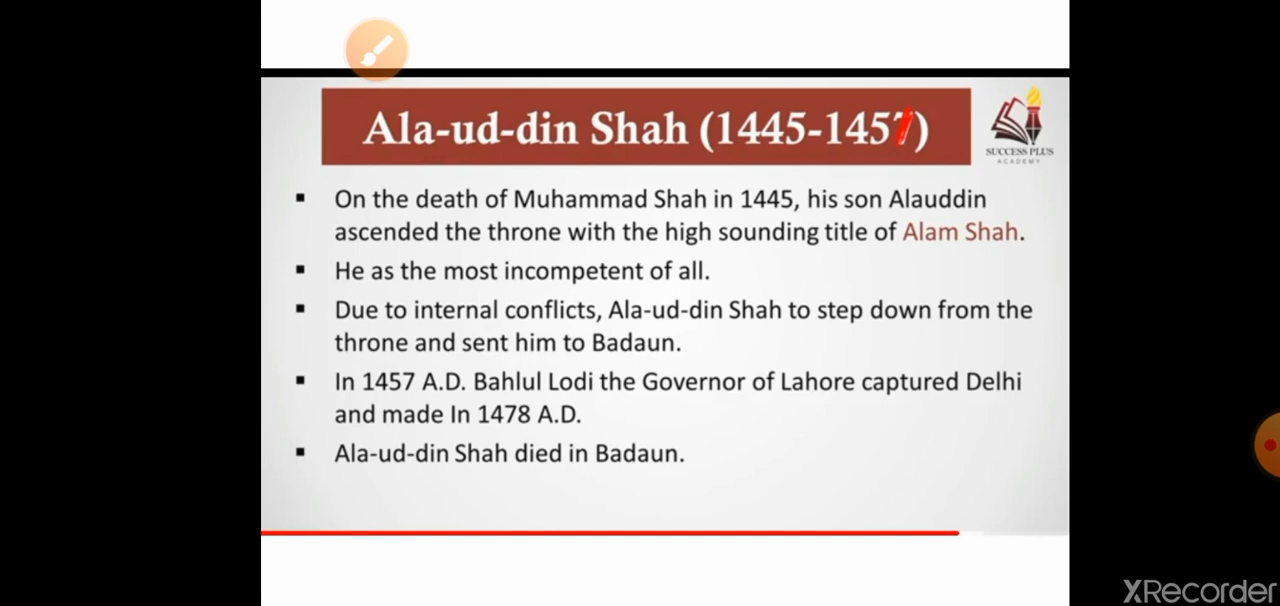 Ala-ud-din Shah (1445-1457)
SUCCESS PLUS
ACADEMY
▪ On the death of Muhammad Shah in 1445, his son Alauddin
ascended the throne with the high sounding title of Alam Shah.
▪ He as the most incompetent of all.
▪ Due to internal conflicts, Ala-ud-din Shah to step down from the
throne and sent him to Badaun.
▪ In 1457 A.D. Bahlul Lodi the Governor of Lahore captured Delhi
and made In 1478 A.D.
▪ Ala-ud-din Shah died in Badaun.
XRecorder